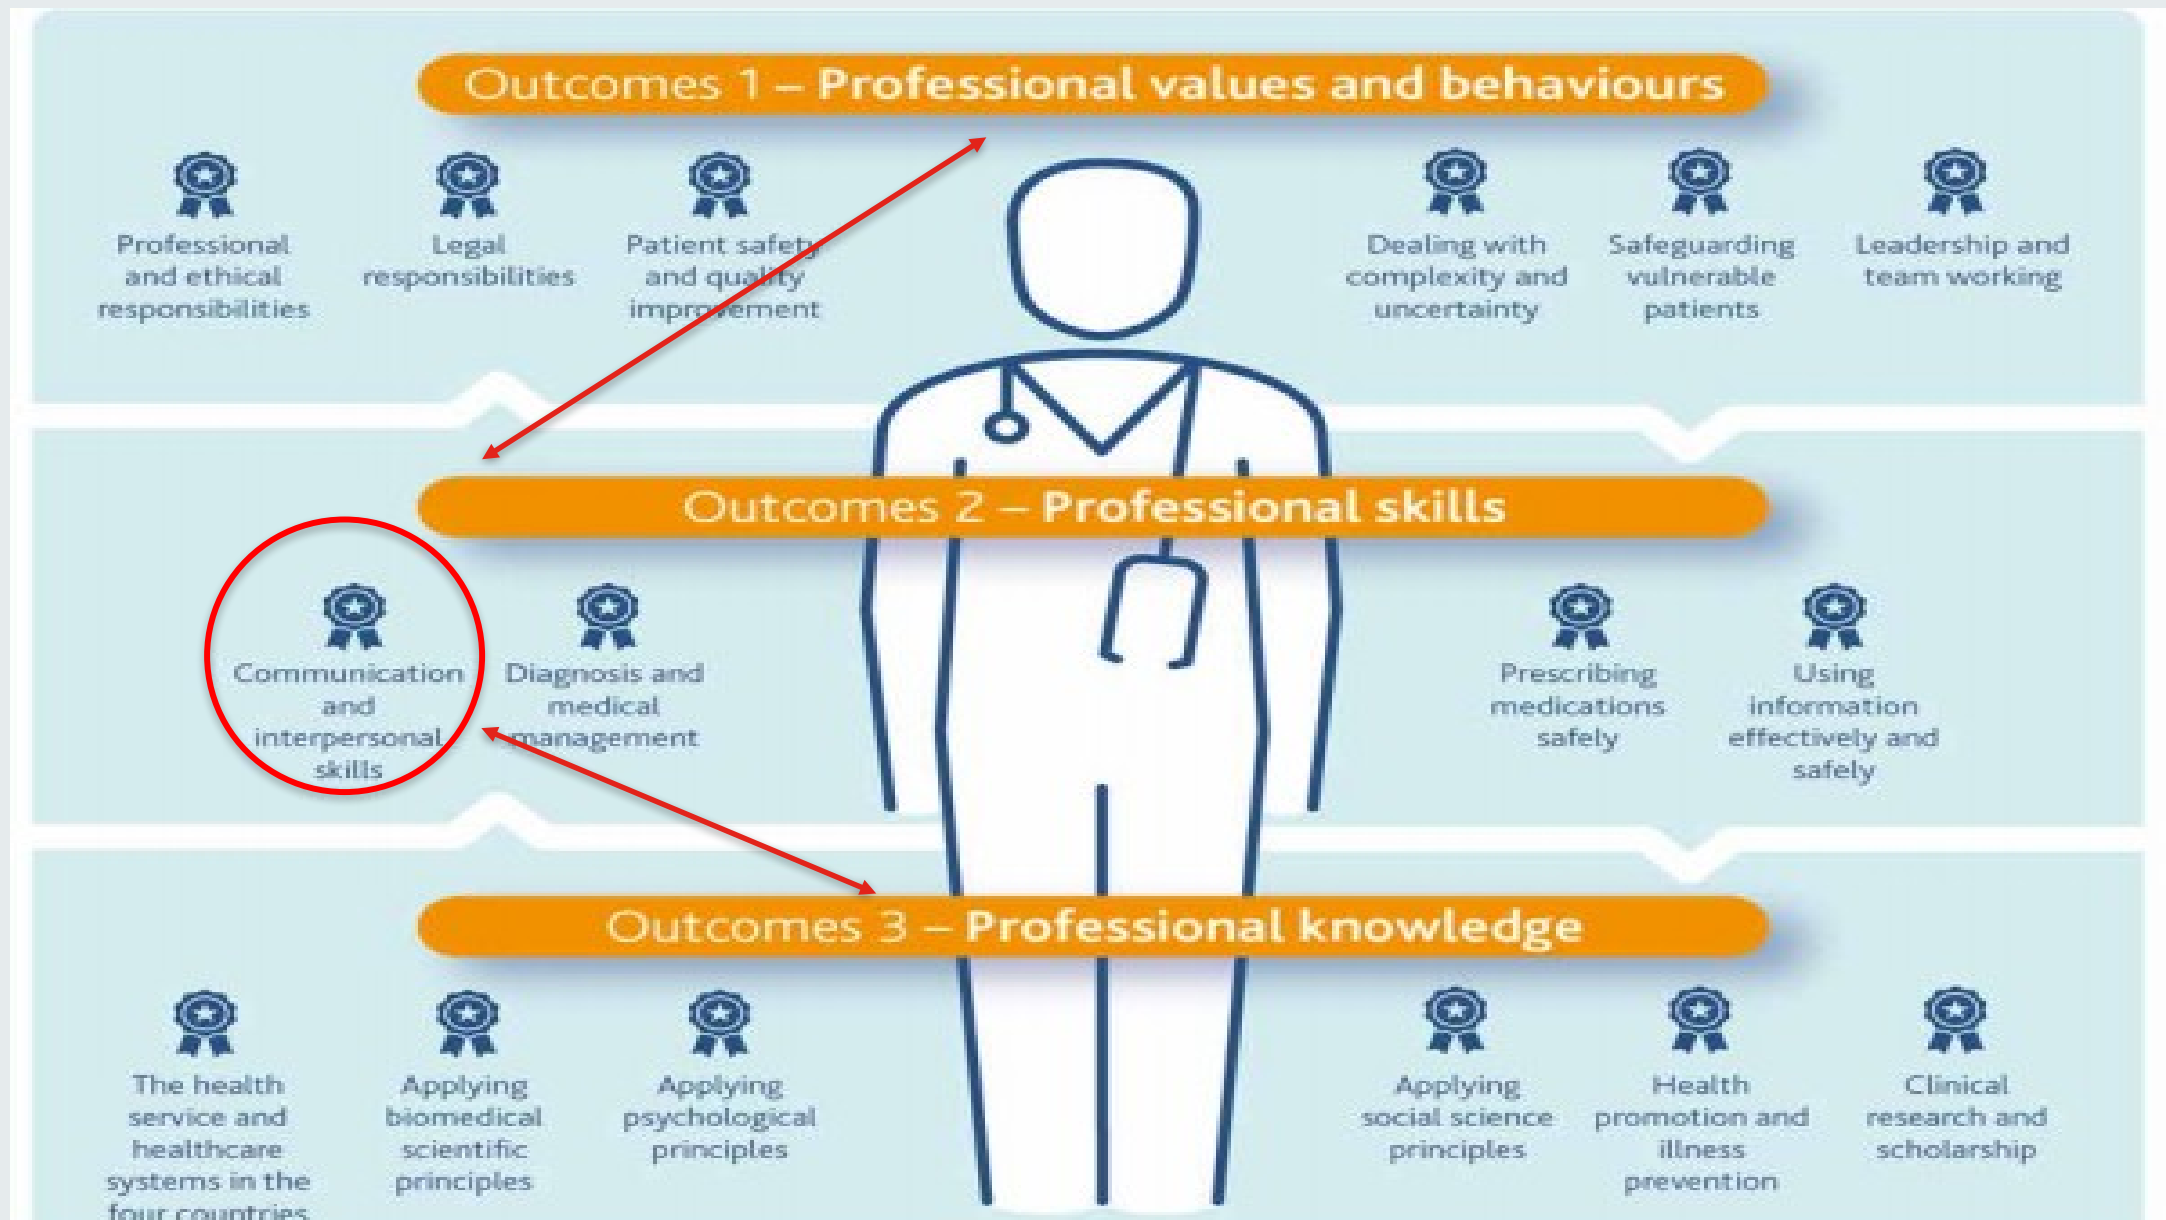 Outcomes 1 – Professional values and behaviours
Professional
and ethical
responsibilities
Legal
responsibilities
Patient safety
and quality
improvement
Dealing with
complexity and
uncertainty
Safeguarding
vulnerable
patients
Leadership and
team working
Outcomes 2 – Professional skills
Communication
and
interpersonal
skills
Diagnosis and
medical
management
Prescribing
medications
safely
Using
information
effectively and
safely
Outcomes 3 – Professional knowledge
The health
service and
healthcare
systems in the
four countries
Applying
biomedical
scientific
principles
Applying
psychological
principles
Applying
social science
principles
Health
promotion and
illness
prevention
Clinical
research and
scholarship